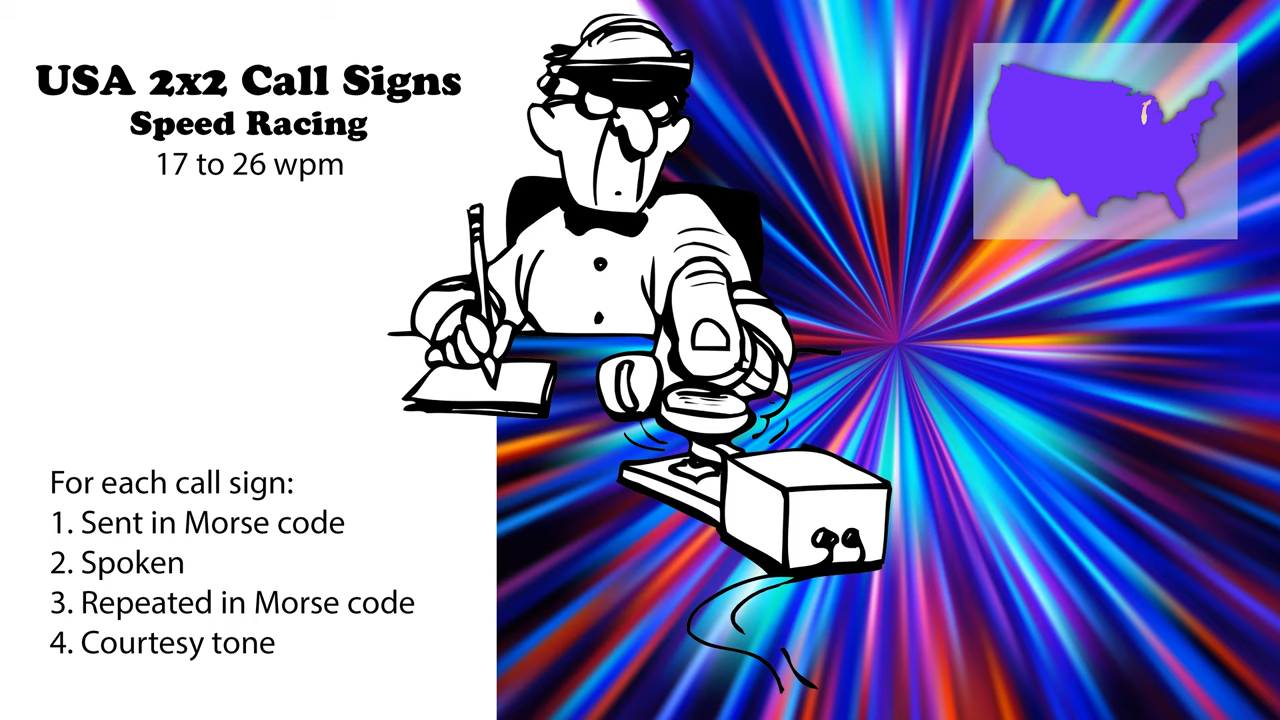 USA 2x2 Call Signs
Speed Racing
17 to 26 wpm
For each call sign:
1. Sent in Morse code
2. Spoken
3. Repeated in Morse code
4. Courtesy tone